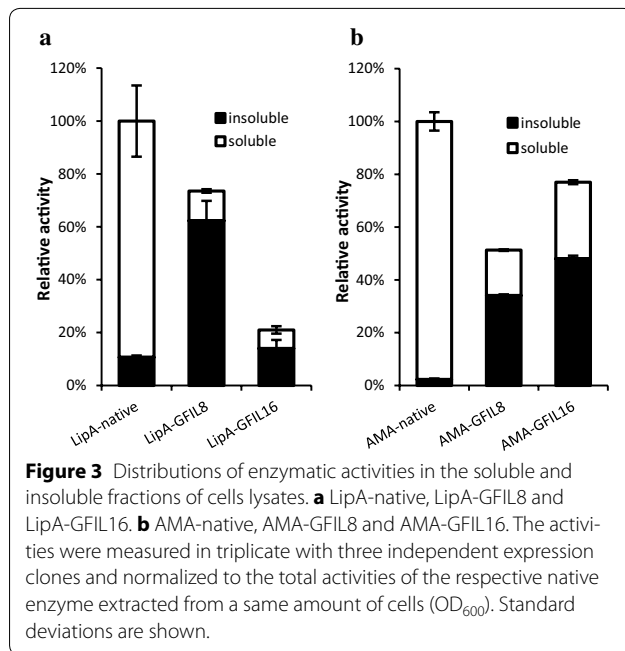 a
120%
100%
80%
60%
40%
20%
0%
Relative activity
insoluble
soluble
LipA-native
LipA-GFIL8
LipA-GFIL16
b
120%
100%
80%
60%
40%
20%
0%
Relative activity
insoluble
soluble
AMA-native
AMA-GFIL8
AMA-GFIL16
Figure 3 Distributions of enzymatic activities in the soluble and
insoluble fractions of cells lysates. a LipA-native, LipA-GFIL8 and
LipA-GFIL16. b AMA-native, AMA-GFIL8 and AMA-GFIL16. The activi-
ties were measured in triplicate with three independent expression
clones and normalized to the total activities of the respective native
enzyme extracted from a same amount of cells (OD600). Standard
deviations are shown.